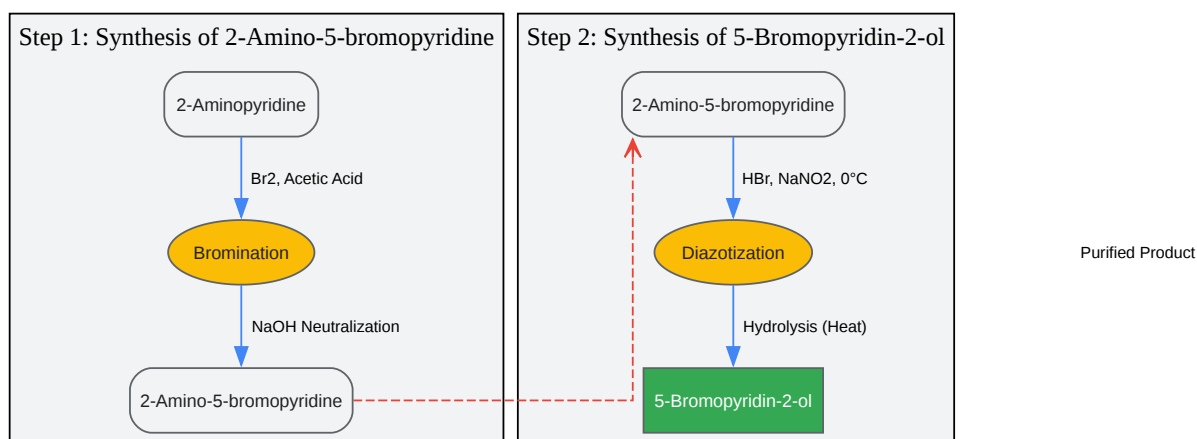 Step 1: Synthesis of 2-Amino-5-bromopyridine
2-Aminopyridine
Br2, Acetic Acid
Bromination
NaOH Neutralization
2-Amino-5-bromopyridine
Step 2: Synthesis of 5-Bromopyridin-2-ol
2-Amino-5-bromopyridine
HBr, NaNO2, 0°C
Diazotization
Hydrolysis (Heat)
5-Bromopyridin-2-ol
Purified Product